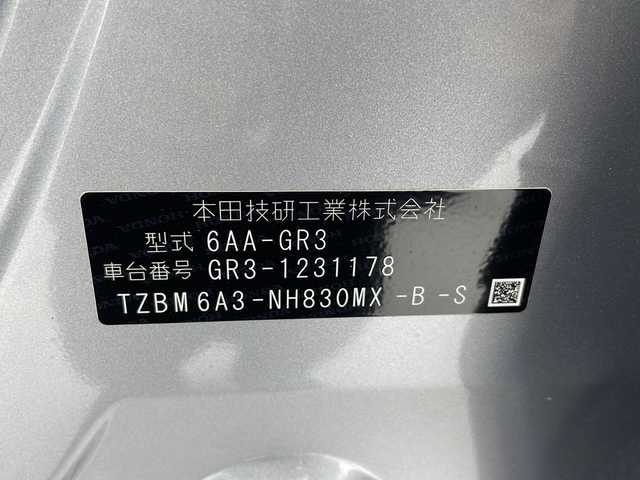 本田技研工業株式会社
型式 6AA-GR3
車台番号 GR3-1231178
TZBM6A3-NH830MX-B-S